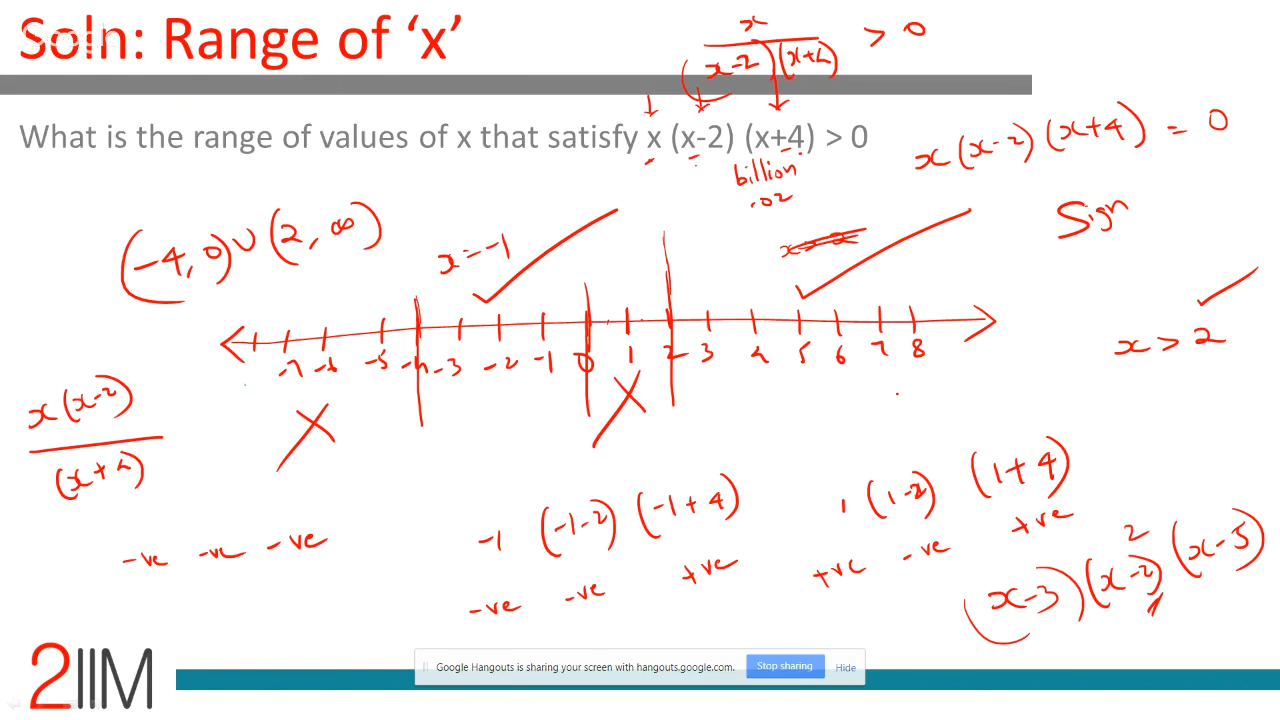 Soln: Range of ‘x’
Google
x
(x-2)(x+4) > 0
What is the range of values of x that satisfy x (x-2) (x+4) > 0
x(x-2)(x+4) = 0
billion
.02
Sign
(-4, 0)∪(2, ∞)
x = -1
x > 2
-7 -6 -5 -4 -3 -2 -1 0 1 2 3 4 5 6 7 8
x(x-2)
(x+4)
-1 (-1-2) (-1+4)
1 (1-2) (1+4)
-ve -ve -ve
-ve -ve +ve
+ve -ve +ve
(x-3)(x-2)² (x-5)
2IIM
Google Hangouts is sharing your screen with hangouts.google.com.
Stop sharing
Hide